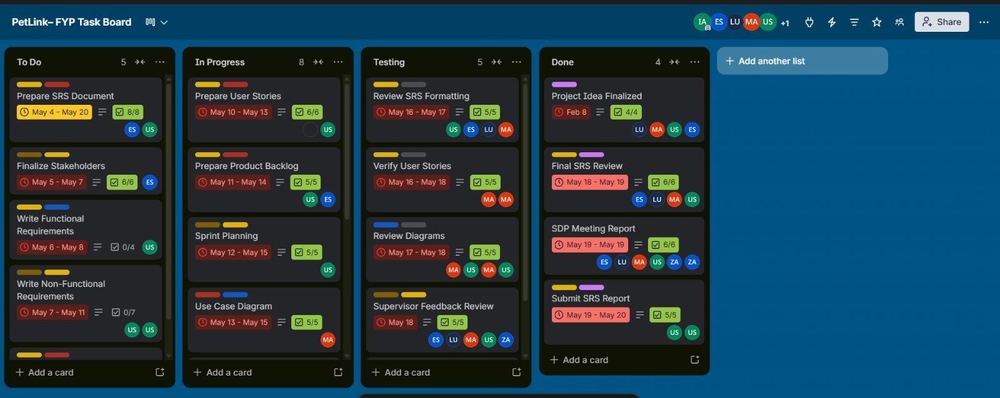 PetLink– FYP Task Board
IA ES LU MA US +1
Share
To Do 5
Prepare SRS Document
May 4 - May 20 8/8
ES US
Finalize Stakeholders
May 5 - May 7 6/6 ES
Write Functional
Requirements
May 6 - May 8 0/4 US
Write Non-Functional
Requirements
May 7 - May 11 0/7
US US
+ Add a card
In Progress 8
Prepare User Stories
May 10 - May 13 6/6
US
Prepare Product Backlog
May 11 - May 14 5/5
US ES
Sprint Planning
May 12 - May 15 5/5
US
Use Case Diagram
May 13 - May 15 5/5
MA
+ Add a card
Testing 5
Review SRS Formatting
May 16 - May 17 5/5
US ES LU MA
Verify User Stories
May 16 - May 18 5/5
MA MA
Review Diagrams
May 17 - May 18 5/5
MA US MA US
Supervisor Feedback Review
May 18 5/5
ES LU MA US ZA
+ Add a card
Done 4
Project Idea Finalized
Feb 8 4/4
LU MA US ES
Final SRS Review
May 18 - May 19 6/6
ES LU MA US
SDP Meeting Report
May 19 - May 19 6/6
ES LU MA US ZA ZA
Submit SRS Report
May 19 - May 20 5/5
US US
+ Add a card
+ Add another list